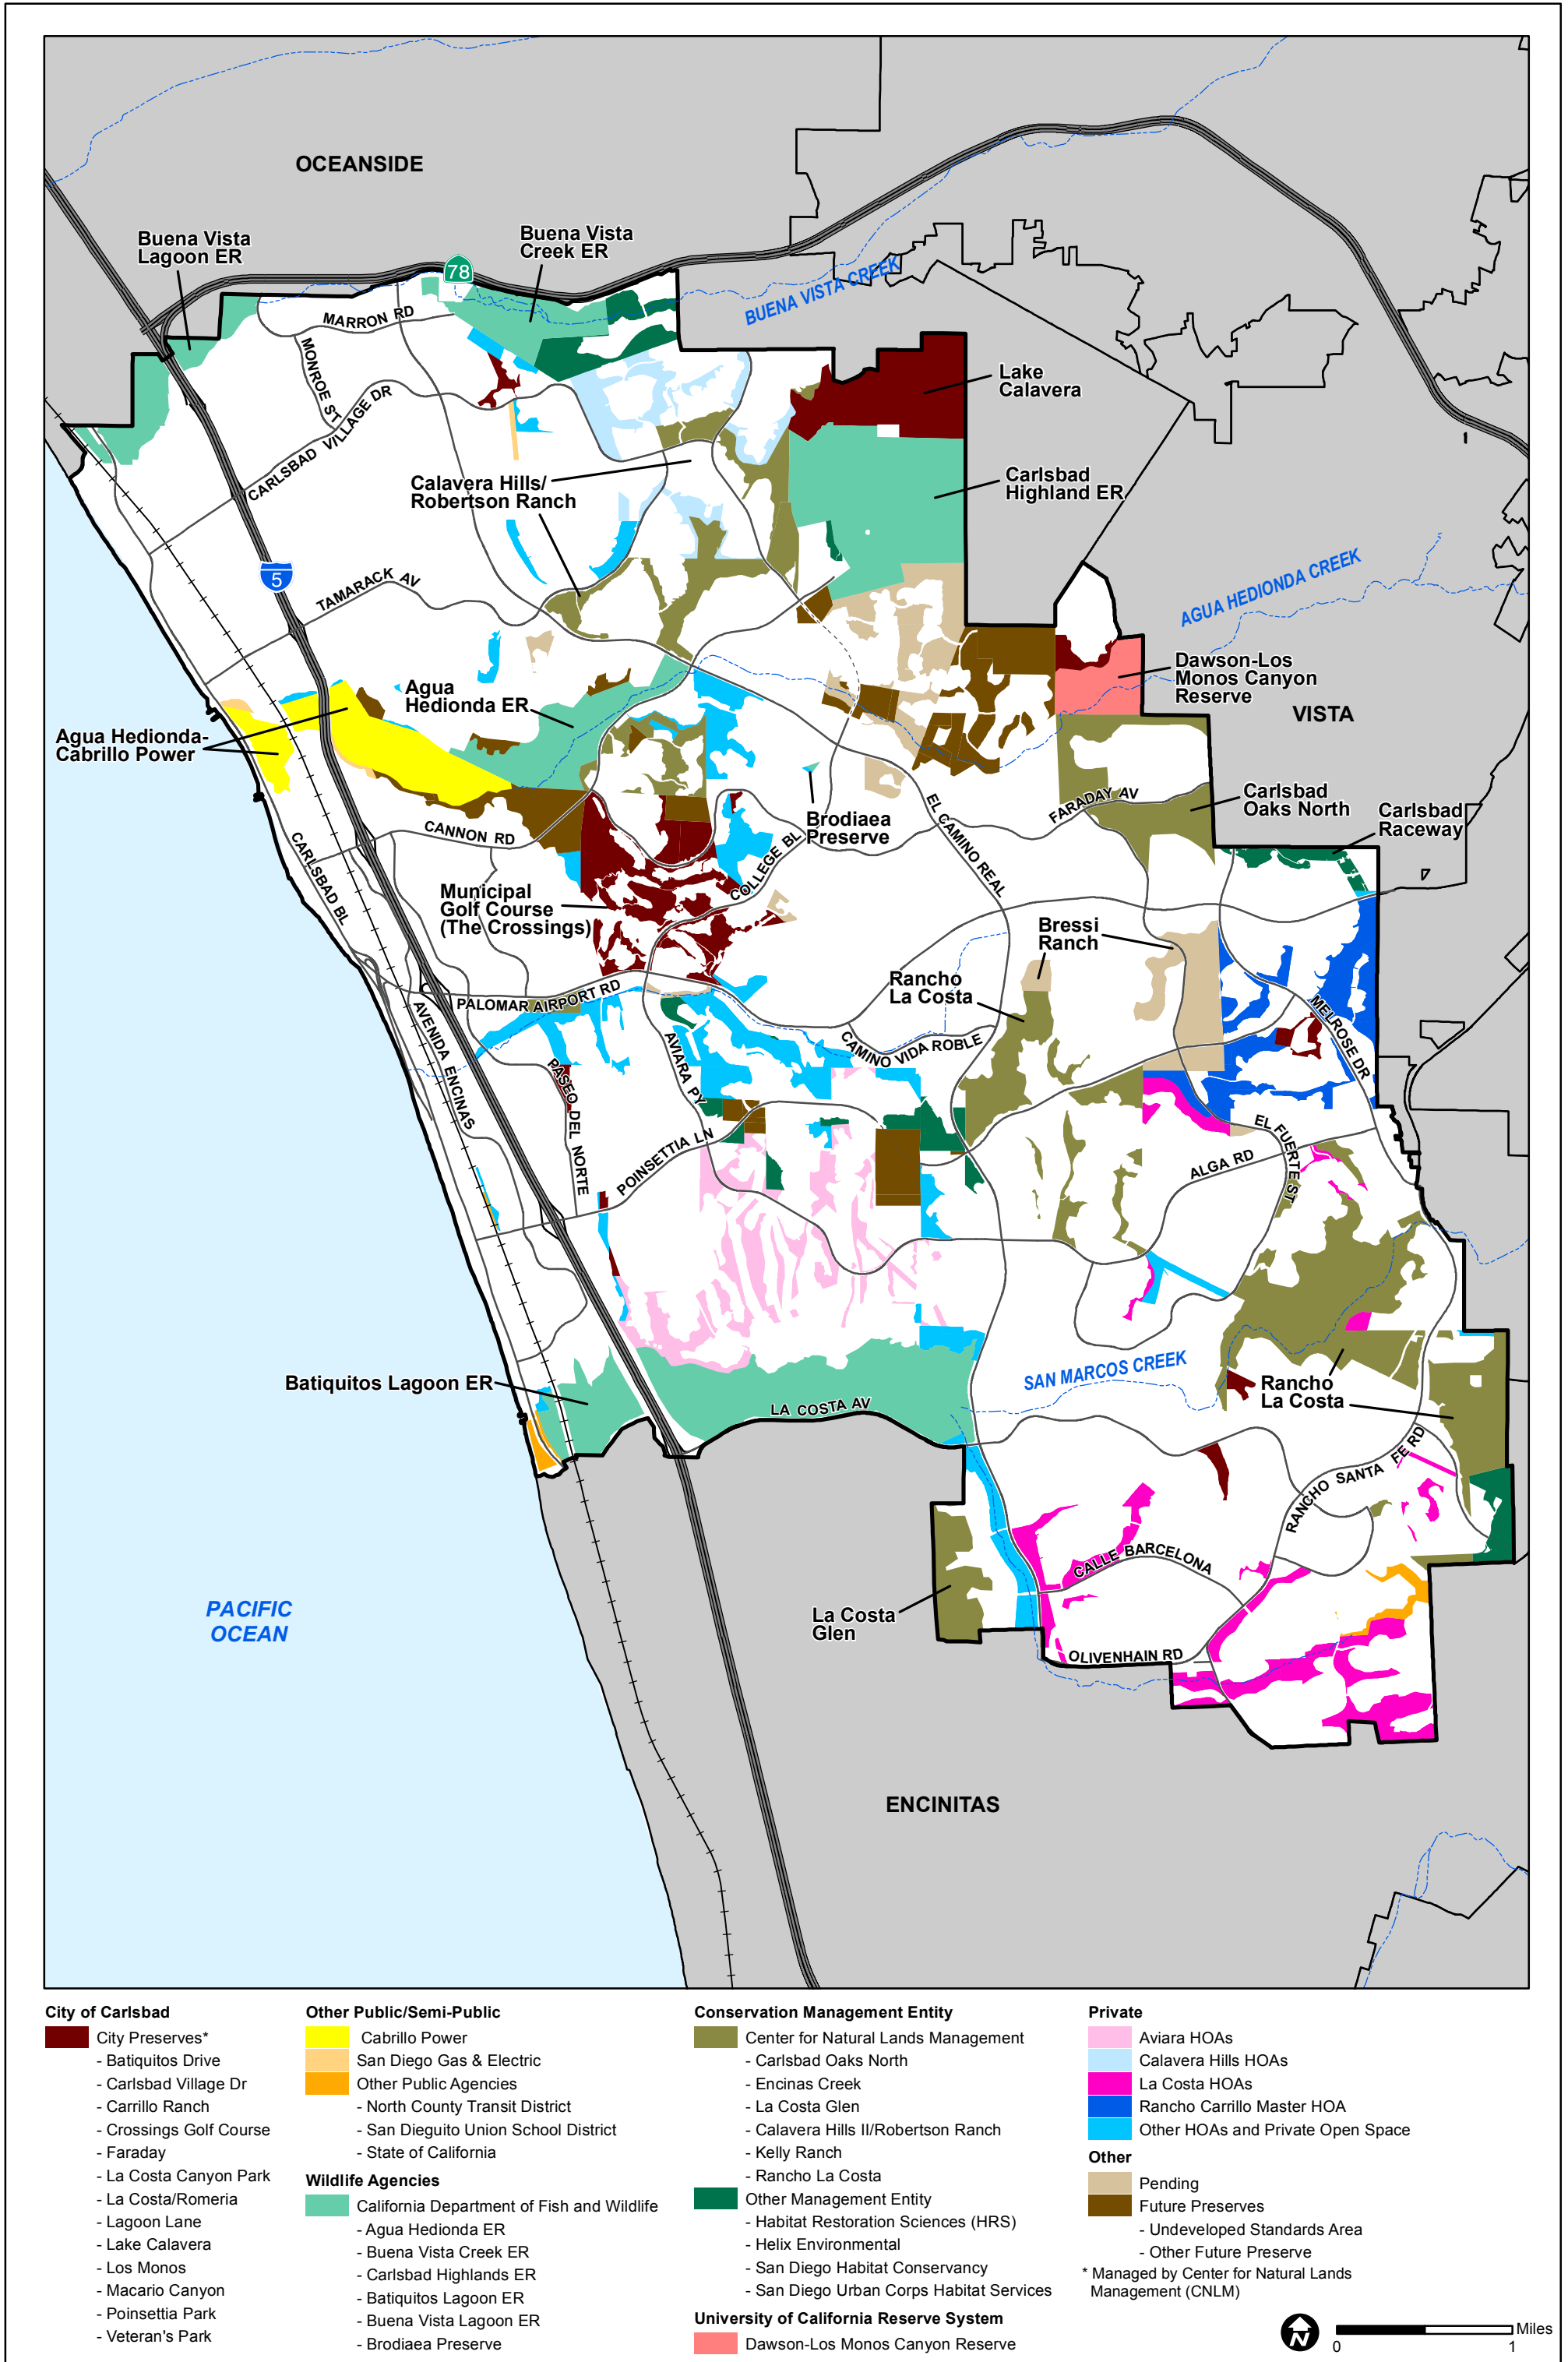 OCEANSIDE
Buena Vista
Lagoon ER
Buena Vista
Creek ER
78
BUENA VISTA CREEK
MARRON RD
MONROE ST
CARLSBAD VILLAGE DR
Lake
Calavera
Calavera Hills/
Robertson Ranch
Carlsbad
Highland ER
5
TAMARACK AV
AGUA HEDIONDA CREEK
Dawson-Los
Monos Canyon
Reserve
VISTA
Agua
Hedionda ER
Agua Hedionda-
Cabrillo Power
Carlsbad
Oaks North
Carlsbad
Raceway
FARADAY AV
Brodiaea
Preserve
EL CAMINO REAL
CANNON RD
CARLSBAD BL
COLLEGE BL
Municipal
Golf Course
(The Crossings)
Bressi
Ranch
Rancho
La Costa
PALOMAR AIRPORT RD
AVENIDA ENCINAS
PASEO DEL NORTE
AVIARA PY
CAMINO VIDA ROBLE
MELROSE DR
POINSETTIA LN
EL FUERTE ST
ALGA RD
Batiquitos Lagoon ER
SAN MARCOS CREEK
Rancho
La Costa
LA COSTA AV
RANCHO SANTA FE RD
CALLE BARCELONA
La Costa
Glen
OLIVENHAIN RD
PACIFIC
OCEAN
ENCINITAS
City of Carlsbad
City Preserves*
- Batiquitos Drive
- Carlsbad Village Dr
- Carrillo Ranch
- Crossings Golf Course
- Faraday
- La Costa Canyon Park
- La Costa/Romeria
- Lagoon Lane
- Lake Calavera
- Los Monos
- Macario Canyon
- Poinsettia Park
- Veteran's Park
Other Public/Semi-Public
Cabrillo Power
San Diego Gas & Electric
Other Public Agencies
- North County Transit District
- San Dieguito Union School District
- State of California
Wildlife Agencies
California Department of Fish and Wildlife
- Agua Hedionda ER
- Buena Vista Creek ER
- Carlsbad Highlands ER
- Batiquitos Lagoon ER
- Buena Vista Lagoon ER
- Brodiaea Preserve
Conservation Management Entity
Center for Natural Lands Management
- Carlsbad Oaks North
- Encinas Creek
- La Costa Glen
- Calavera Hills II/Robertson Ranch
- Kelly Ranch
- Rancho La Costa
Other Management Entity
- Habitat Restoration Sciences (HRS)
- Helix Environmental
- San Diego Habitat Conservancy
- San Diego Urban Corps Habitat Services
University of California Reserve System
Dawson-Los Monos Canyon Reserve
Private
Aviara HOAs
Calavera Hills HOAs
La Costa HOAs
Rancho Carrillo Master HOA
Other HOAs and Private Open Space
Other
Pending
Future Preserves
- Undeveloped Standards Area
- Other Future Preserve
* Managed by Center for Natural Lands
Management (CNLM)
N
Miles
0
1